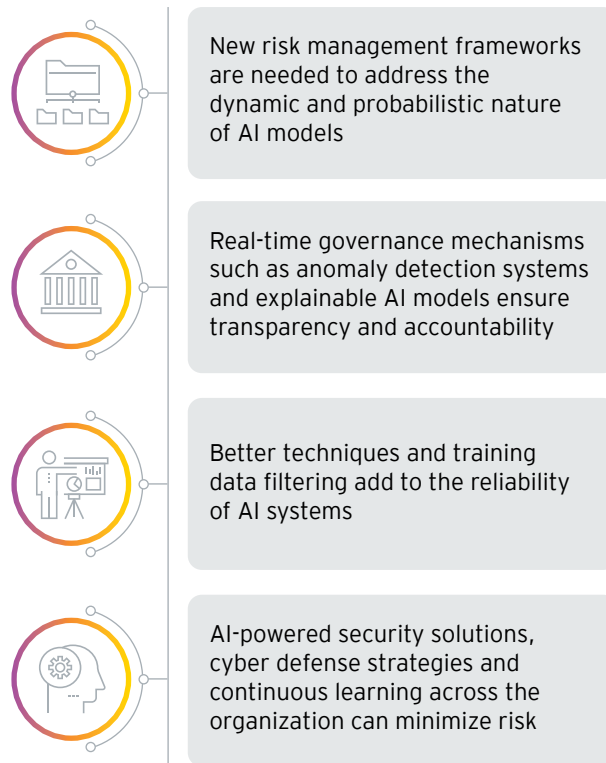 New risk management frameworks
are needed to address the
dynamic and probabilistic nature
of AI models
Real-time governance mechanisms
such as anomaly detection systems
and explainable AI models ensure
transparency and accountability
Better techniques and training
data filtering add to the reliability
of AI systems
AI-powered security solutions,
cyber defense strategies and
continuous learning across the
organization can minimize risk